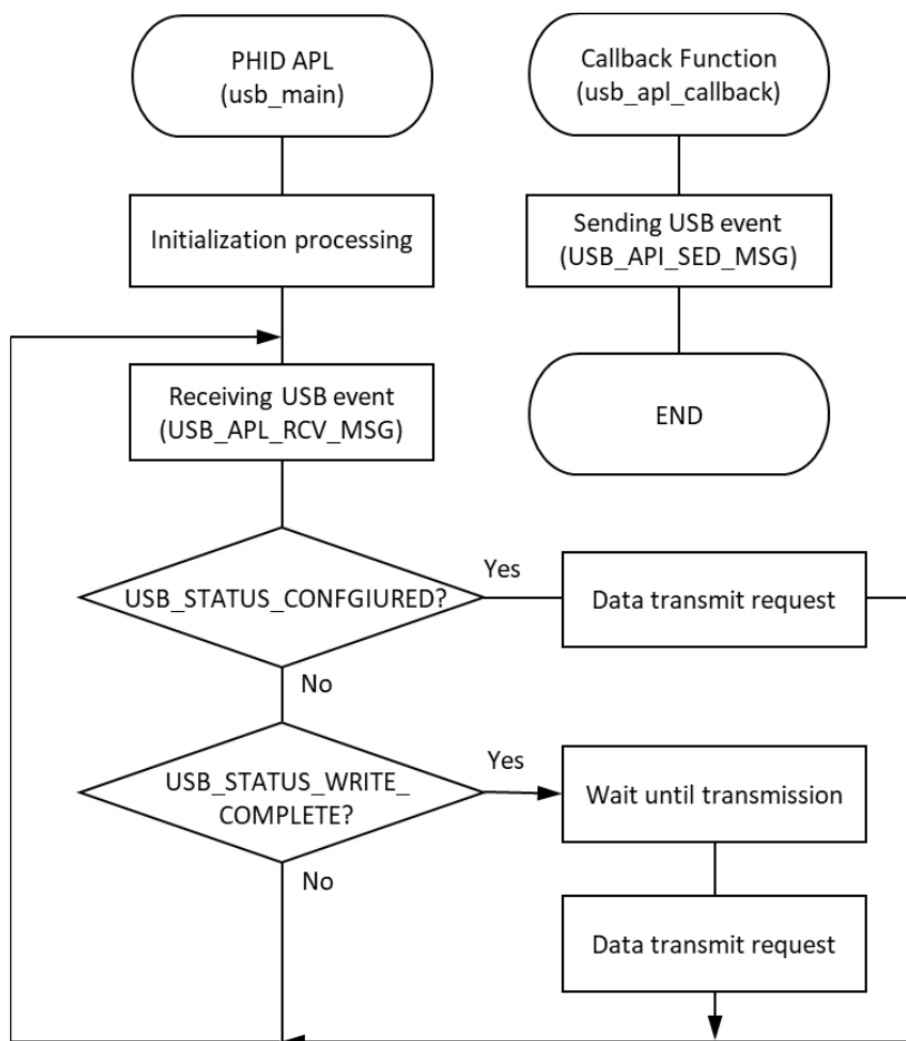 PHID APL
(usb_main)
Callback Function
(usb_apl_callback)
Initialization processing
Sending USB event
(USB_API_SED_MSG)
Receiving USB event
(USB_APL_RCV_MSG)
END
USB_STATUS_CONFGIURED?
Yes
Data transmit request
No
USB_STATUS_WRITE_
COMPLETE?
Yes
Wait until transmission
No
Data transmit request